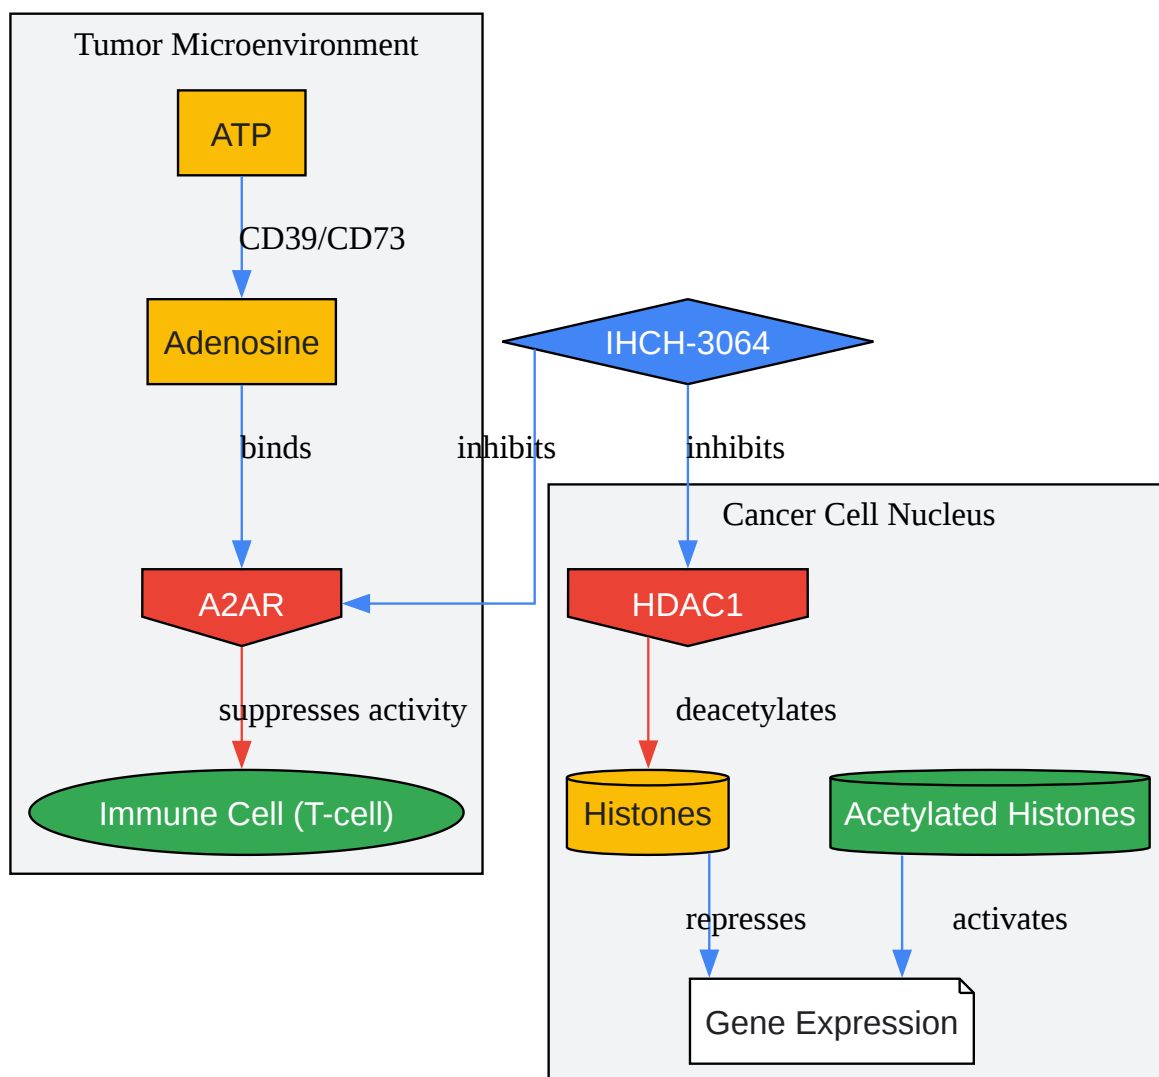 Tumor Microenvironment
ATP
CD39/CD73
Adenosine
IHCH-3064
binds
inhibits
inhibits
Cancer Cell Nucleus
A2AR
HDAC1
suppresses activity
deacetylates
Immune Cell (T-cell)
Histones
Acetylated Histones
represses
activates
Gene Expression